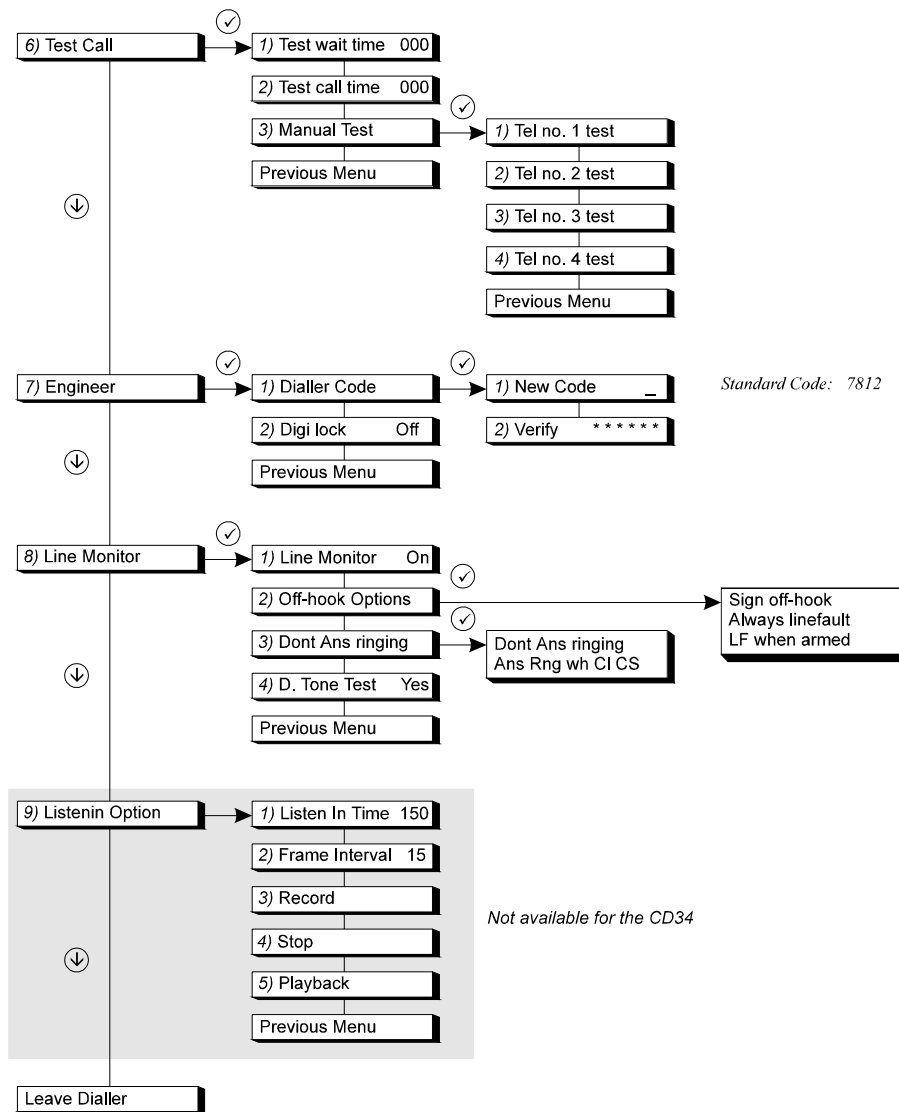 6) Test Call
1) Test wait time 000
2) Test call time 000
3) Manual Test
Previous Menu
1) Tel no. 1 test
2) Tel no. 2 test
3) Tel no. 3 test
4) Tel no. 4 test
Previous Menu
7) Engineer
1) Dialler Code
2) Digi lock Off
Previous Menu
1) New Code _
2) Verify ******
Standard Code: 7812
8) Line Monitor
1) Line Monitor On
2) Off-hook Options
3) Dont Ans ringing
4) D. Tone Test Yes
Previous Menu
Dont Ans ringing
Ans Rng wh Cl CS
Sign off-hook
Always linefault
LF when armed
9) Listenin Option
1) Listen In Time 150
2) Frame Interval 15
3) Record
4) Stop
5) Playback
Previous Menu
Not available for the CD34
Leave Dialler